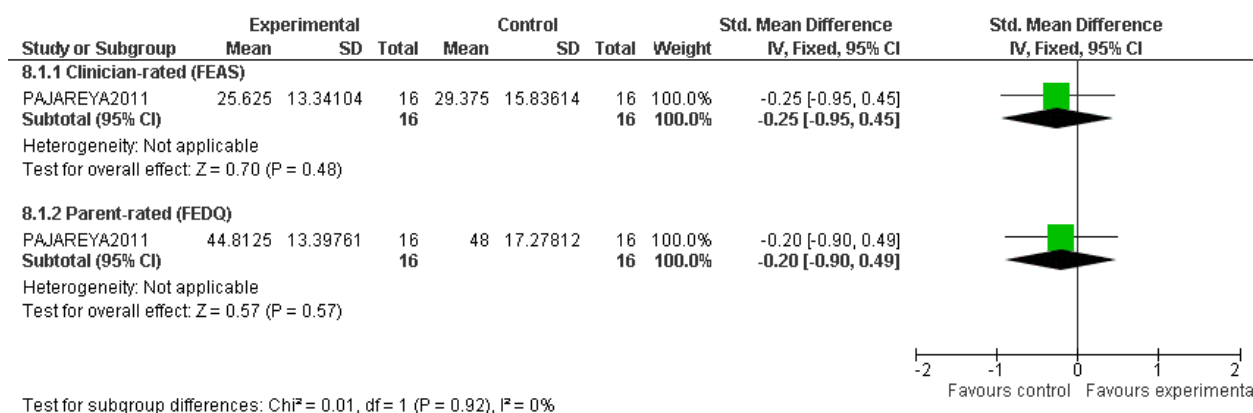 Experimental Control Std. Mean Difference Std. Mean Difference
Study or Subgroup Mean SD Total Mean SD Total Weight IV, Fixed, 95% CI IV, Fixed, 95% CI
8.1.1 Clinician-rated (FEAS)
PAJAREYA2011 25.625 13.34104 16 29.375 15.83614 16 100.0% -0.25 [-0.95, 0.45]
Subtotal (95% CI) 16 16 100.0% -0.25 [-0.95, 0.45]
Heterogeneity: Not applicable
Test for overall effect: Z = 0.70 (P = 0.48)
8.1.2 Parent-rated (FEDQ)
PAJAREYA2011 44.8125 13.39761 16 48 17.27812 16 100.0% -0.20 [-0.90, 0.49]
Subtotal (95% CI) 16 16 100.0% -0.20 [-0.90, 0.49]
Heterogeneity: Not applicable
Test for overall effect: Z = 0.57 (P = 0.57)
-2 -1 0 1 2
Favours control Favours experimenta
Test for subgroup differences: Chi² = 0.01, df = 1 (P = 0.92), I² = 0%